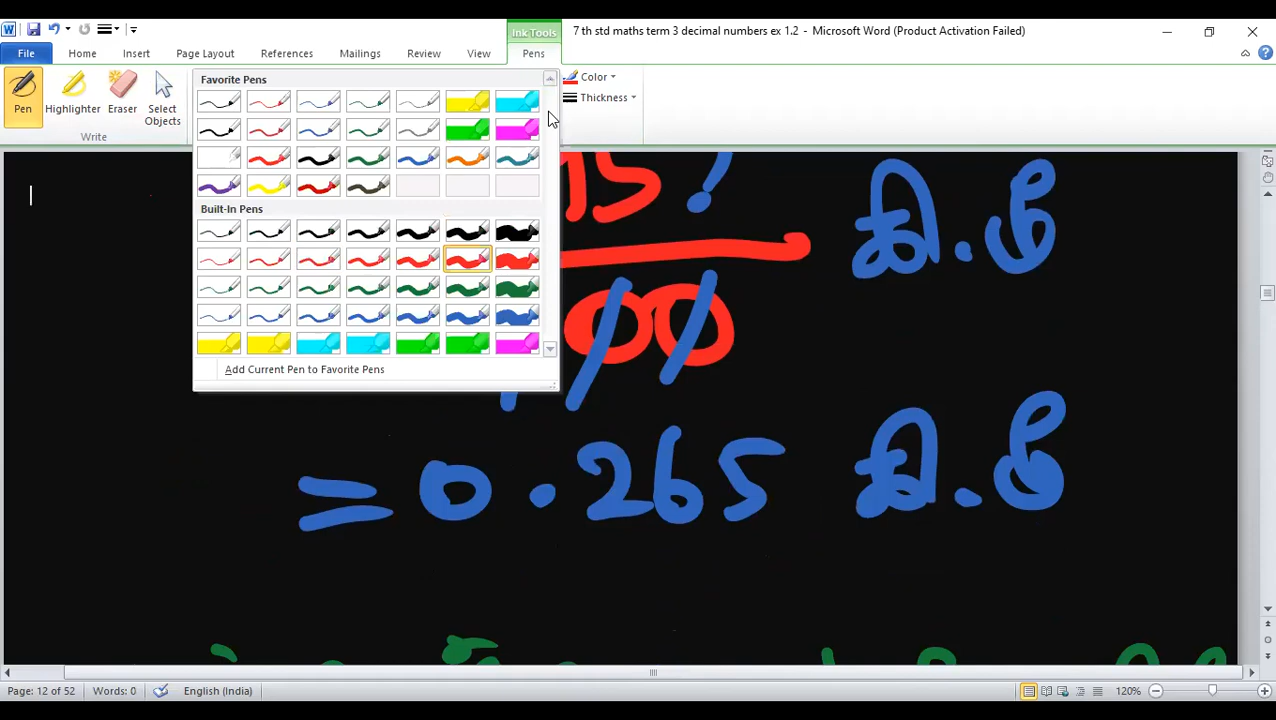 7 th std maths term 3 decimal numbers ex 1.2 - Microsoft Word (Product Activation Failed)
Ink Tools
File Home Insert Page Layout References Mailings Review View Pens
Pen Highlighter Eraser Select Objects
Write
Color
Thickness
Favorite Pens
Built-In Pens
Add Current Pen to Favorite Pens
கி.மீ
= 0.265 கி.மீ
Page: 12 of 52 Words: 0 English (India) 120%